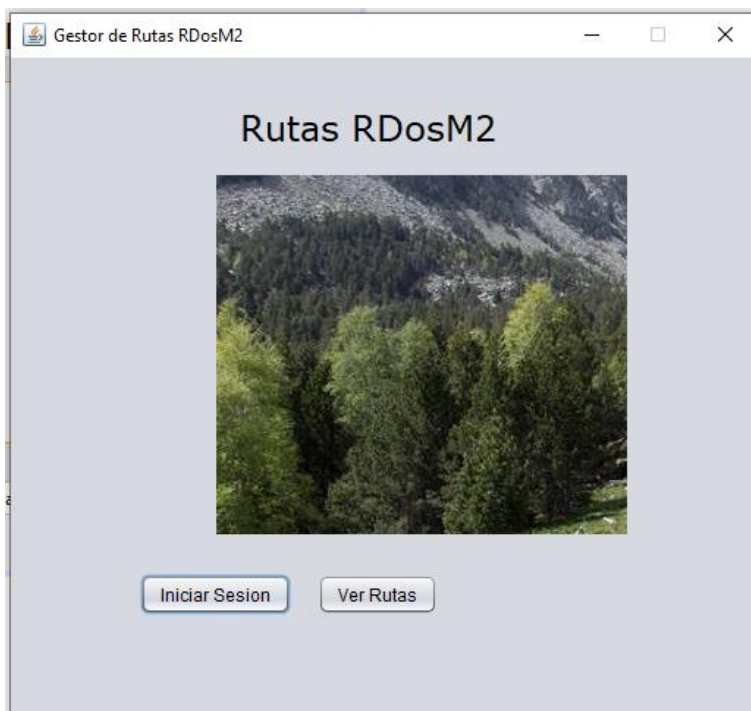 Gestor de Rutas RDosM2
Rutas RDosM2
Iniciar Sesion
Ver Rutas